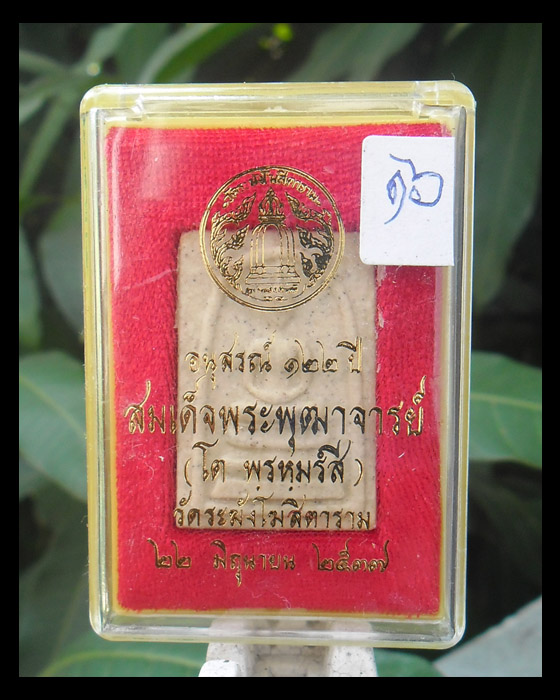 ๑๖
อนุสรณ์ ๑๒๒ ปี
สมเด็จพระพุฒาจารย์
(โต พฺรหฺมรํสี)
วัดระฆังโฆสิตาราม
๒๒ มิถุนายน ๒๕๓๗